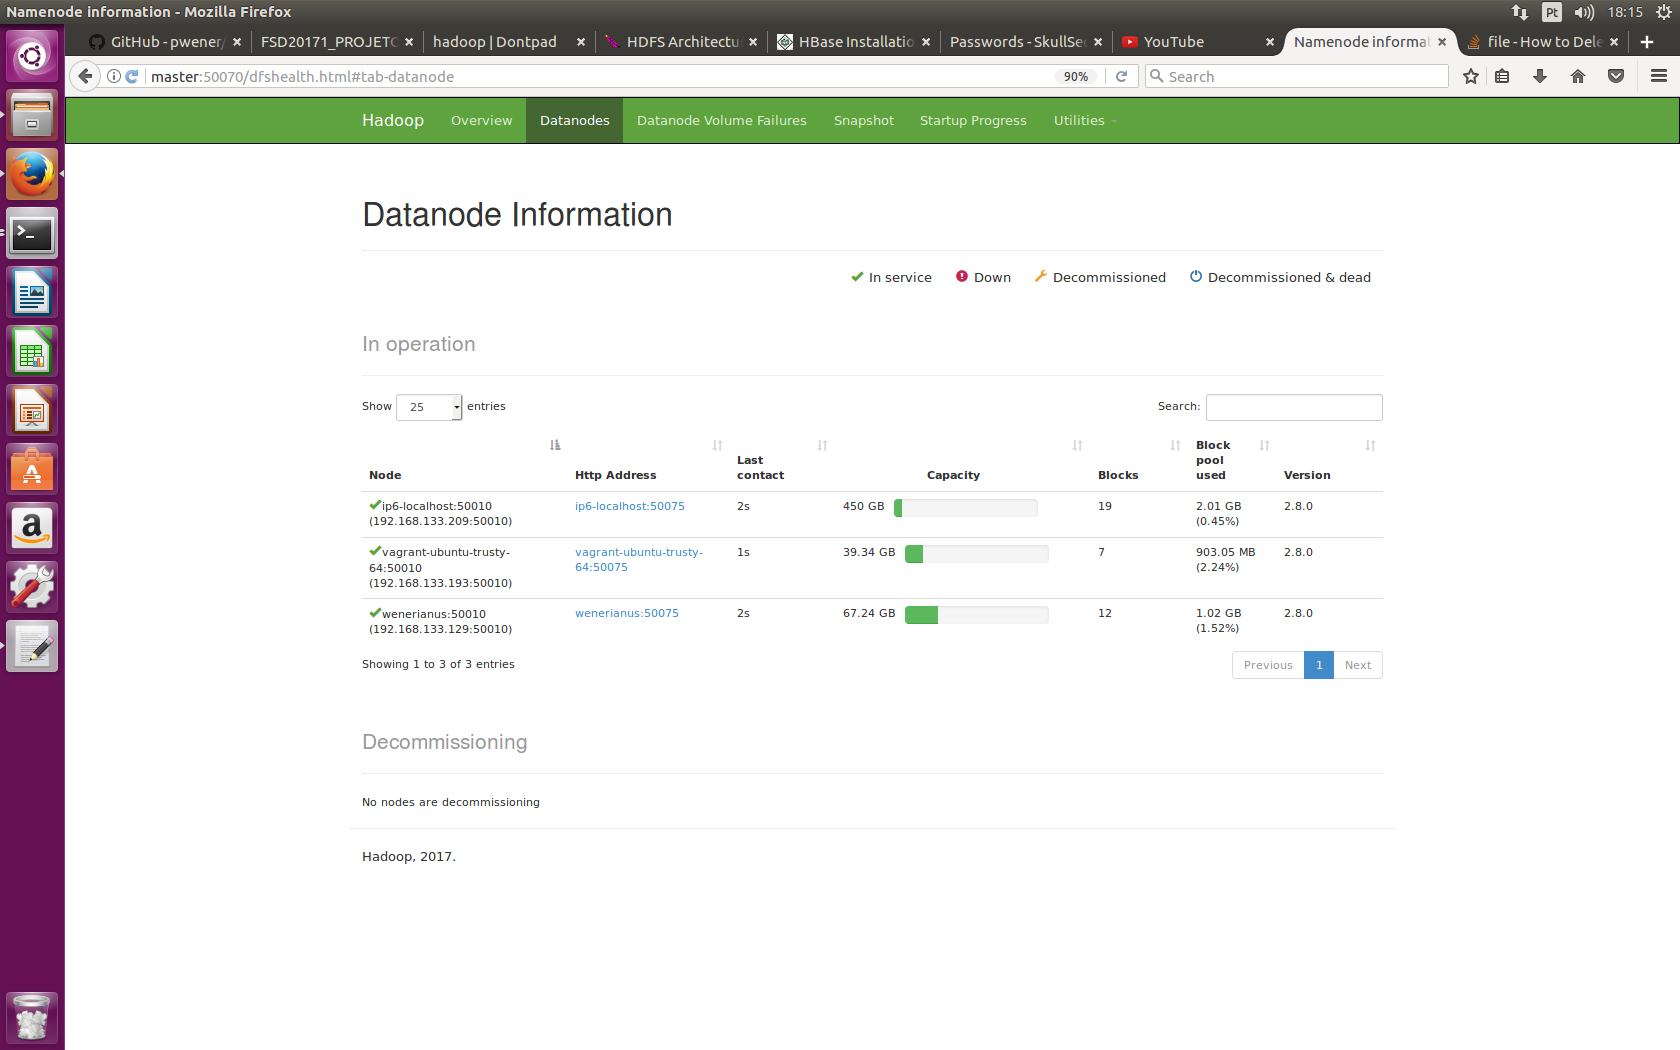 Namenode information - Mozilla Firefox
Pt
18:15
GitHub - pwener/
FSD20171_PROJETO
hadoop | Dontpad
HDFS Architectu
HBase Installatio
Passwords - SkullSe
YouTube
Namenode informat
file - How to Dele
master:50070/dfshealth.html#tab-datanode
90%
Search
Hadoop
Overview
Datanodes
Datanode Volume Failures
Snapshot
Startup Progress
Utilities
Datanode Information
In service
Down
Decommissioned
Decommissioned & dead
In operation
Show 25 entries
Search:
Node
Http Address
Last contact
Capacity
Blocks
Block pool used
Version
ip6-localhost:50010 (192.168.133.209:50010)
ip6-localhost:50075
2s
450 GB
19
2.01 GB (0.45%)
2.8.0
vagrant-ubuntu-trusty-64:50010 (192.168.133.193:50010)
vagrant-ubuntu-trusty-64:50075
1s
39.34 GB
7
903.05 MB (2.24%)
2.8.0
wenerianus:50010 (192.168.133.129:50010)
wenerianus:50075
2s
67.24 GB
12
1.02 GB (1.52%)
2.8.0
Showing 1 to 3 of 3 entries
Previous
1
Next
Decommissioning
No nodes are decommissioning
Hadoop, 2017.